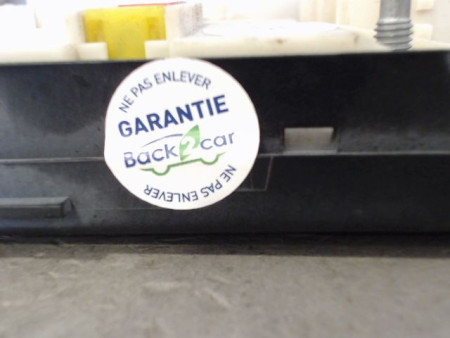 NE PAS ENLEVER
GARANTIE
Back2car
NE PAS ENLEVER